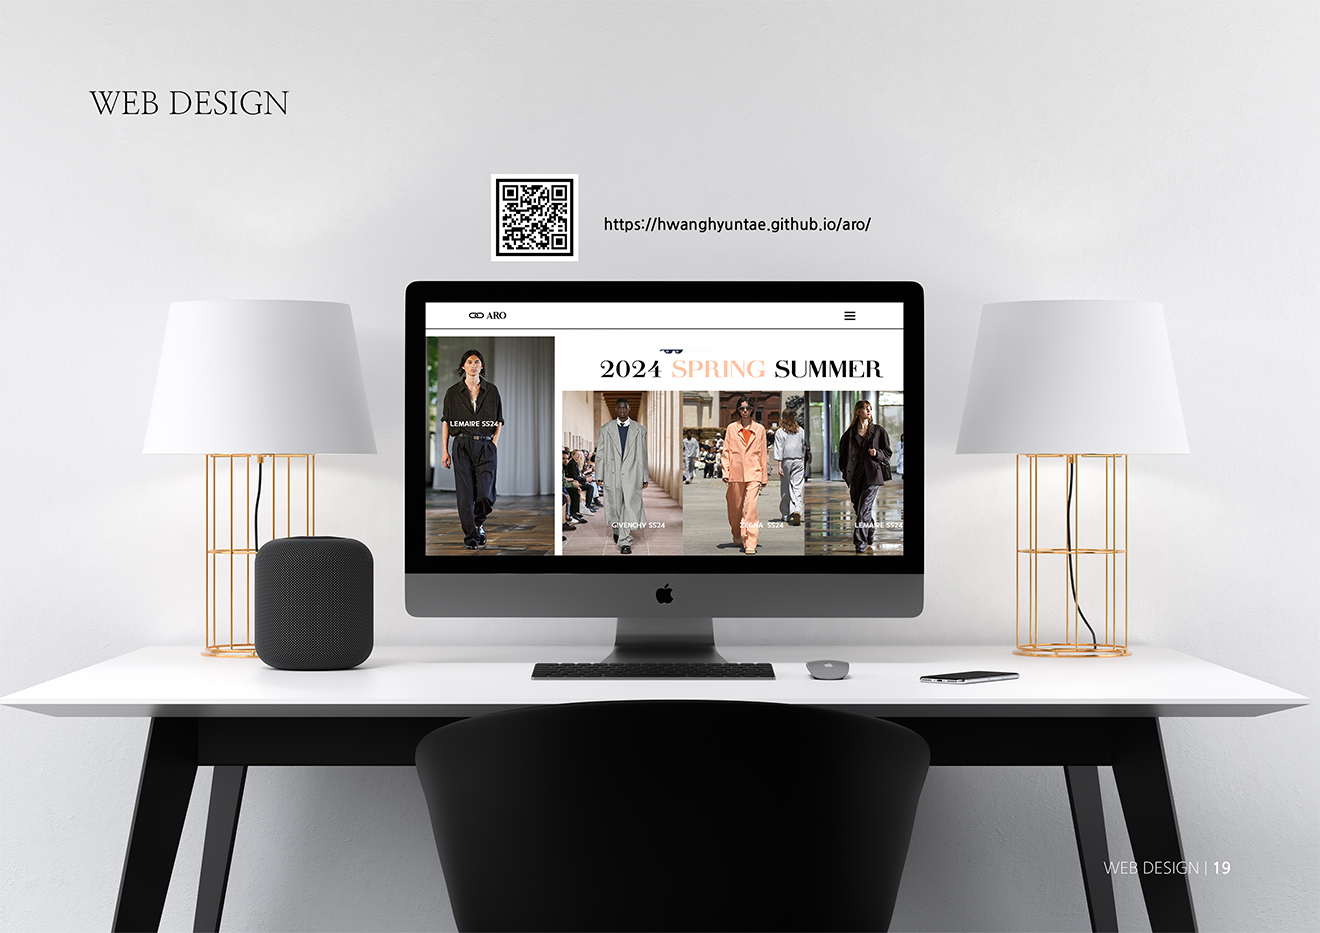 WEB DESIGN
https://hwanghyuntae.github.io/aro/
ARO
2024 SPRING SUMMER
LEMAIRE SS24
GIVENCHY SS24
ZEGNA SS24
LEMAIRE SS24
WEB DESIGN | 19